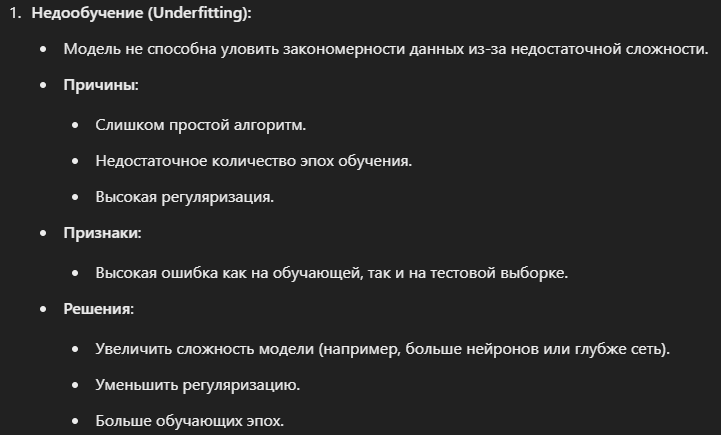 1. Недообучение (Underfitting):
• Модель не способна уловить закономерности данных из-за недостаточной сложности.
• Причины:
• Слишком простой алгоритм.
• Недостаточное количество эпох обучения.
• Высокая регуляризация.
• Признаки:
• Высокая ошибка как на обучающей, так и на тестовой выборке.
• Решения:
• Увеличить сложность модели (например, больше нейронов или глубже сеть).
• Уменьшить регуляризацию.
• Больше обучающих эпох.